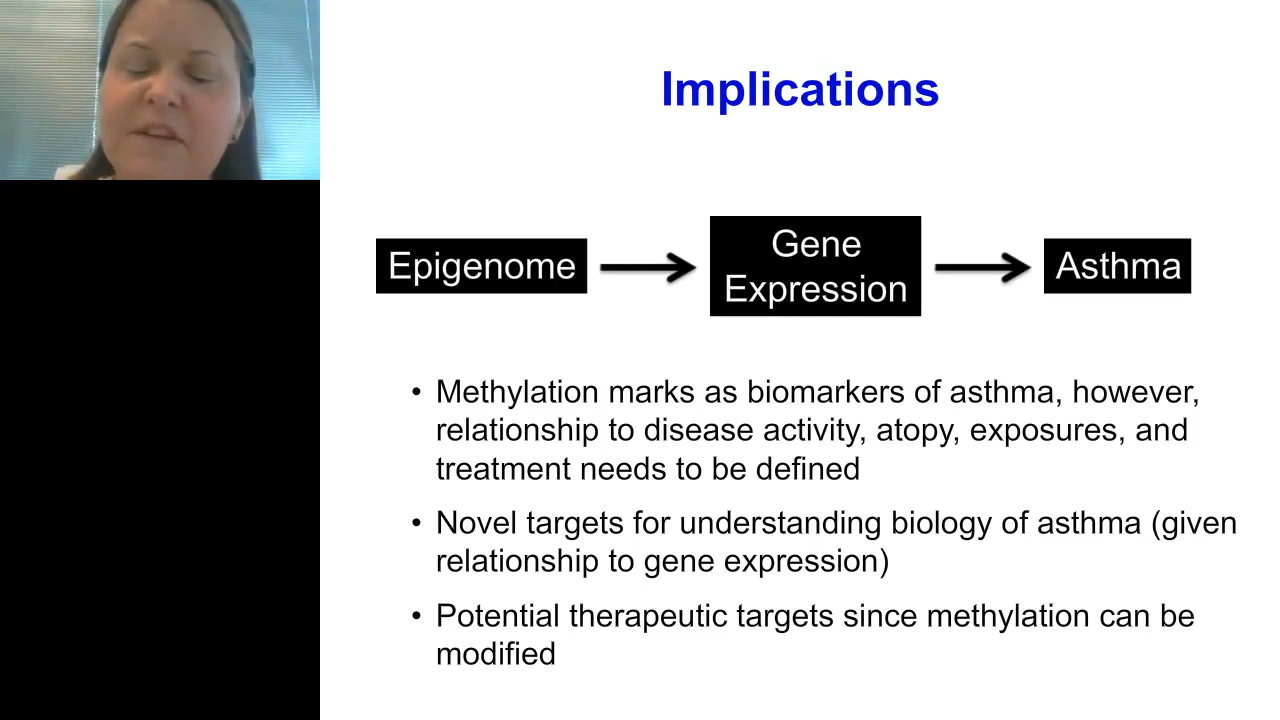 Implications
Epigenome
Gene
Expression
Asthma
• Methylation marks as biomarkers of asthma, however,
relationship to disease activity, atopy, exposures, and
treatment needs to be defined
• Novel targets for understanding biology of asthma (given
relationship to gene expression)
• Potential therapeutic targets since methylation can be
modified